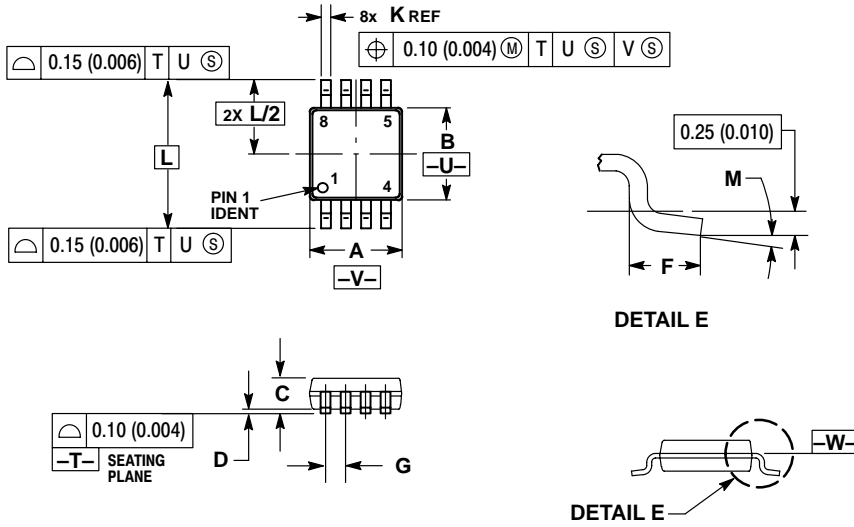 8x K REF
⌖ 0.10 (0.004) Ⓜ T U Ⓢ V Ⓢ
⌓ 0.15 (0.006) T U Ⓢ
2X L/2
L
8 5
B
–U–
1
4
PIN 1
IDENT
⌓ 0.15 (0.006) T U Ⓢ
A
–V–
0.25 (0.010)
M
F
DETAIL E
C
⌓ 0.10 (0.004)
–T– SEATING
PLANE
D
G
–W–
DETAIL E